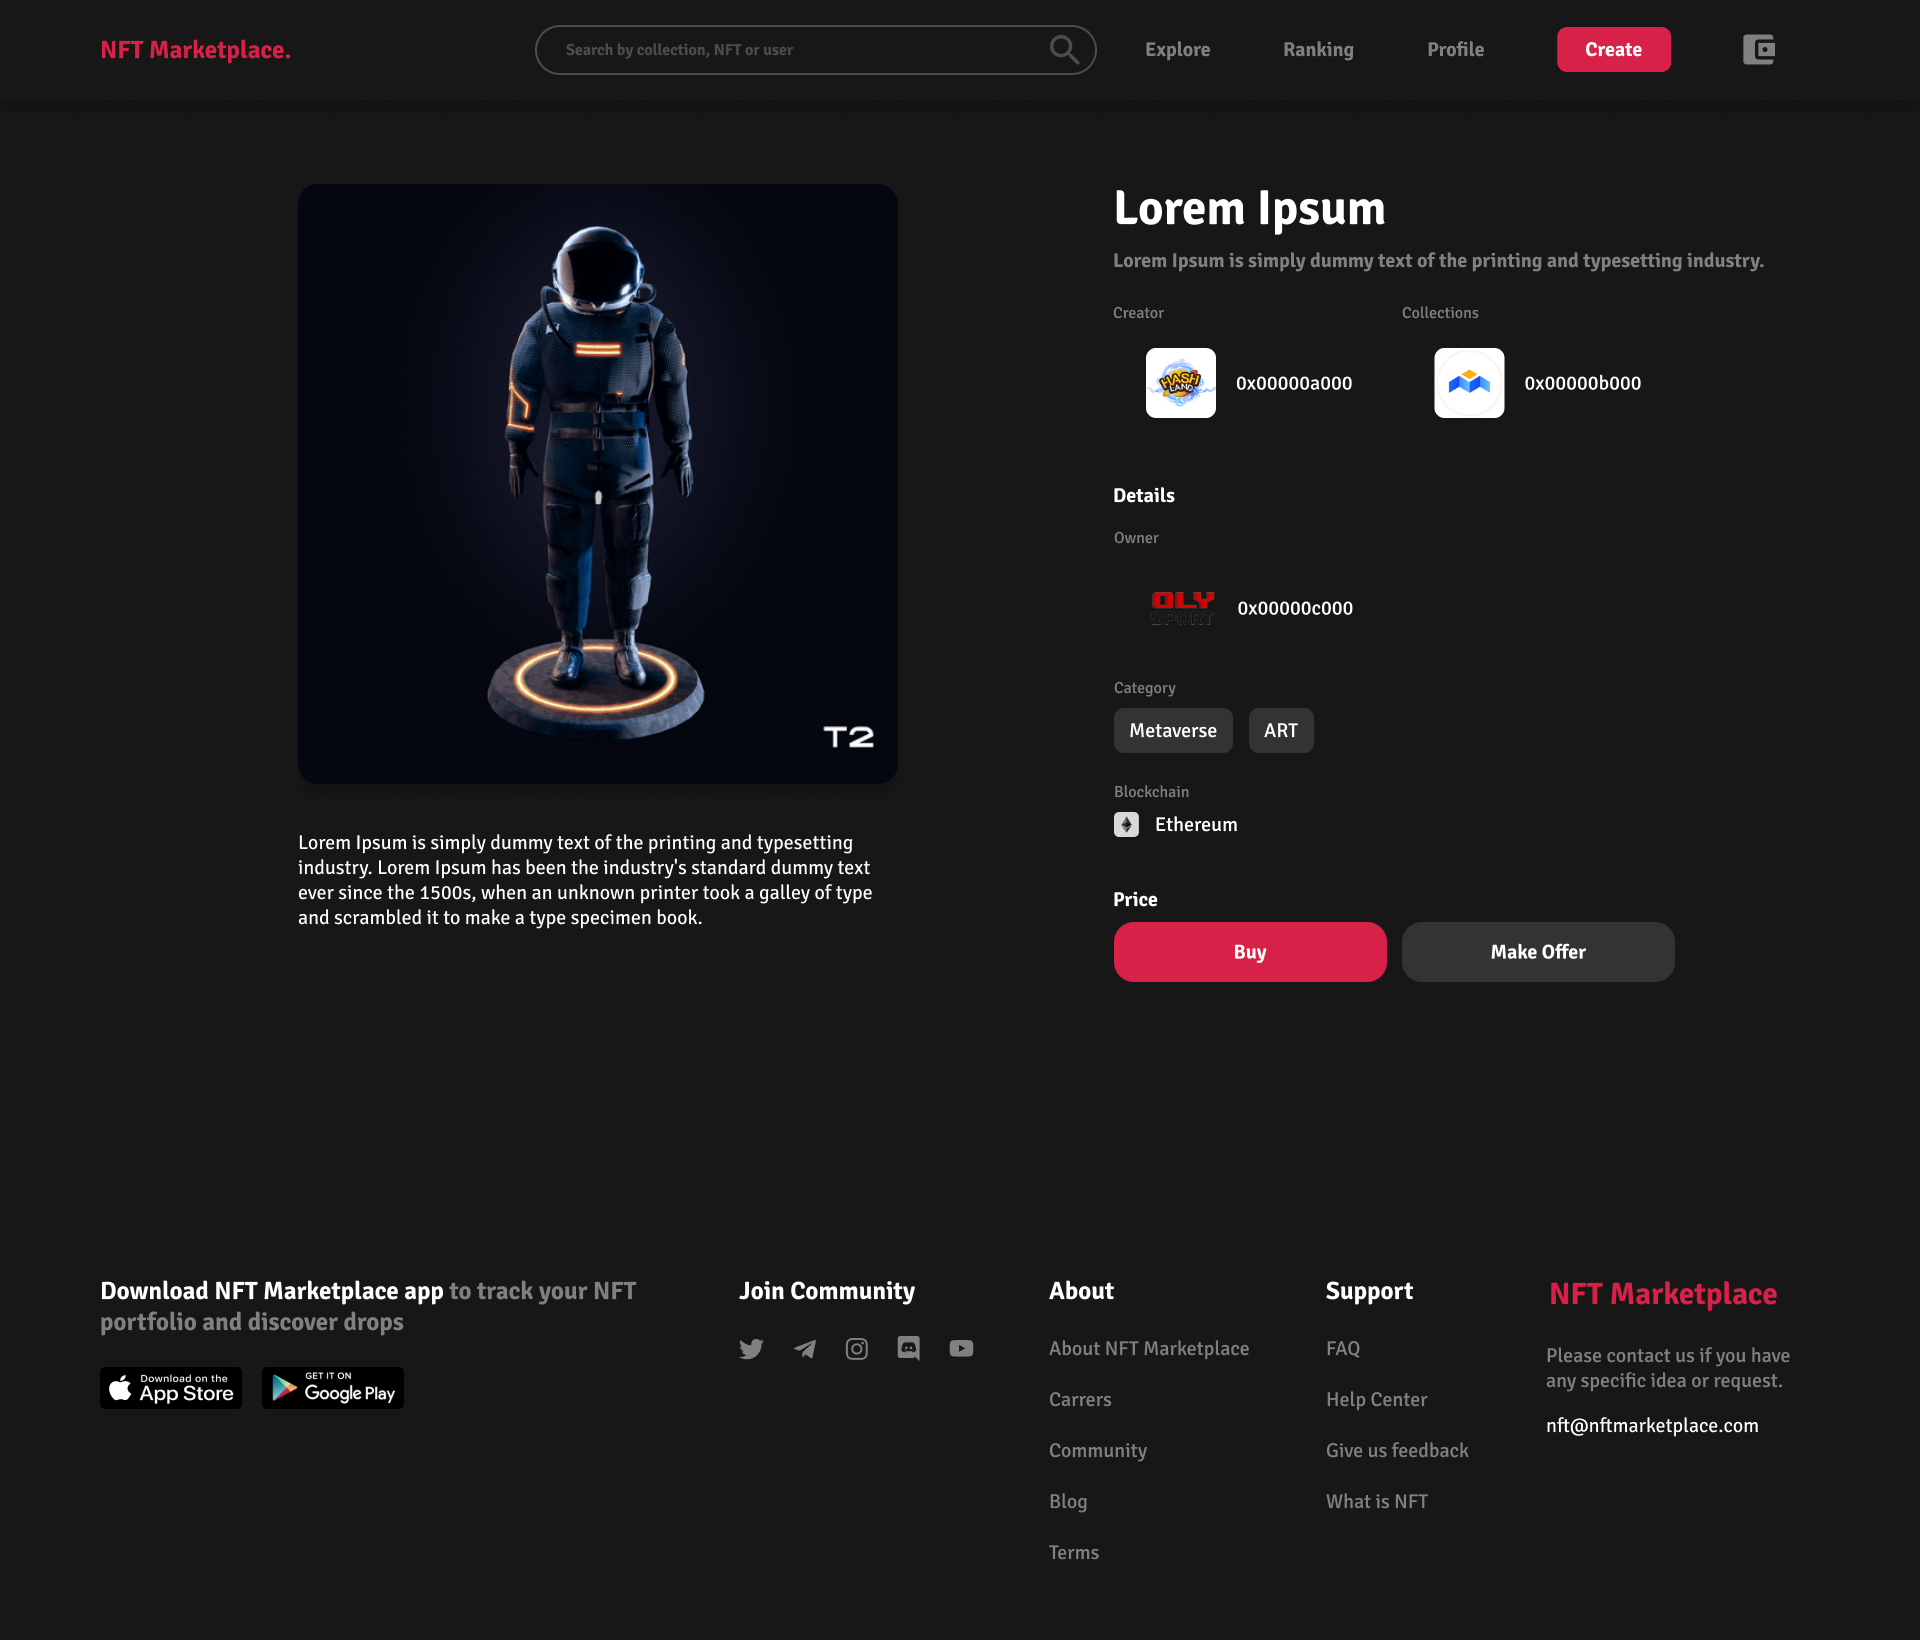 NFT Marketplace.
Search by collection, NFT or user
Explore
Ranking
Profile
Create
T2
Lorem Ipsum is simply dummy text of the printing and typesetting
industry. Lorem Ipsum has been the industry's standard dummy text
ever since the 1500s, when an unknown printer took a galley of type
and scrambled it to make a type specimen book.
Lorem Ipsum
Lorem Ipsum is simply dummy text of the printing and typesetting industry.
Creator
Collections
HASH
LAND
0x00000a000
0x00000b000
Details
Owner
OLY
SPORT
0x00000c000
Category
Metaverse
ART
Blockchain
Ethereum
Price
Buy
Make Offer
Download NFT Marketplace app to track your NFT
portfolio and discover drops
Download on the
App Store
GET IT ON
Google Play
Join Community
About
About NFT Marketplace
Carrers
Community
Blog
Terms
Support
FAQ
Help Center
Give us feedback
What is NFT
NFT Marketplace
Please contact us if you have
any specific idea or request.
nft@nftmarketplace.com